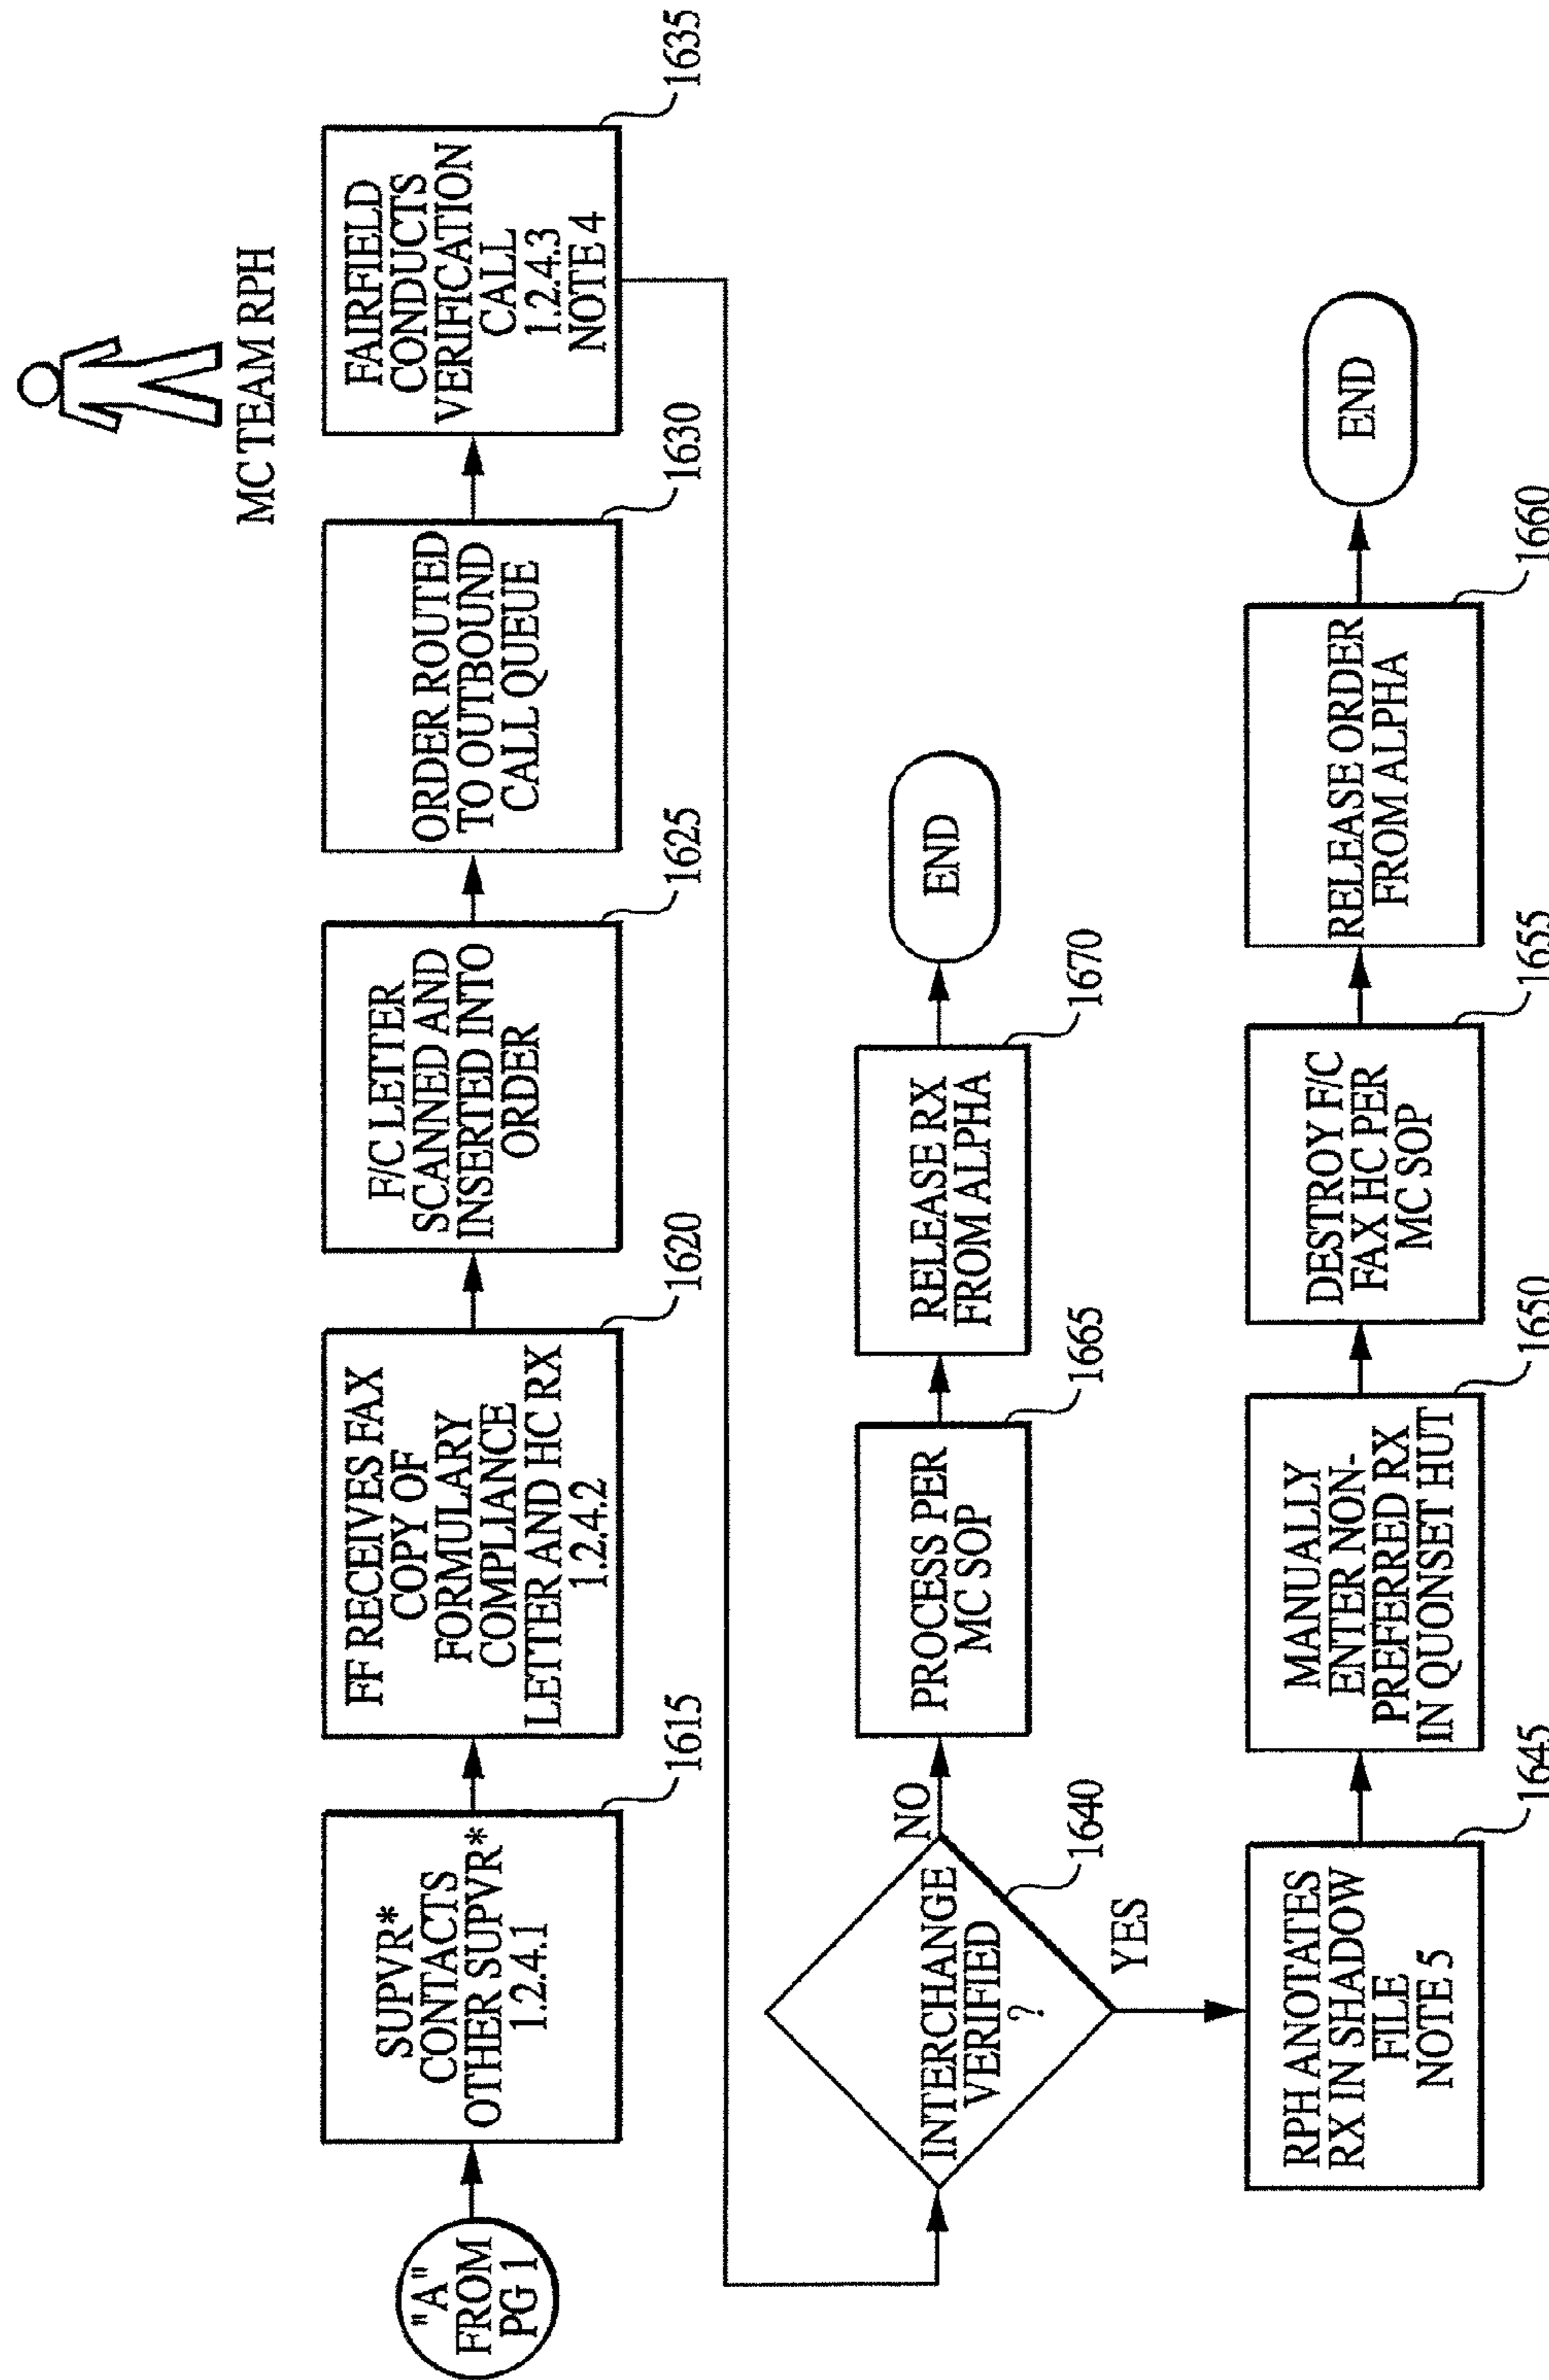 MC TEAM RPH
"A"
FROM
PG 1
SUPVR*
CONTACTS
OTHER SUPVR*
1.2.4.1
1615
FF RECEIVES FAX
COPY OF
FORMULARY
COMPLIANCE
LETTER AND HC RX
1.2.4.2
1620
F/C LETTER
SCANNED AND
INSERTED INTO
ORDER
1625
ORDER ROUTED
TO OUTBOUND
CALL QUEUE
1630
FAIRFIELD
CONDUCTS
VERIFICATION
CALL
1.2.4.3
NOTE 4
1635
INTERCHANGE
VERIFIED
?
1640
NO
PROCESS PER
MC SOP
1665
RELEASE RX
FROM ALPHA
1670
END
YES
RPH ANOTATES
RX IN SHADOW
FILE
NOTE 5
1645
MANUALLY
ENTER NON-
PREFERRED RX
IN QUONSET HUT
1650
DESTROY F/C
FAX HC PER
MC SOP
1655
RELEASE ORDER
FROM ALPHA
1660
END